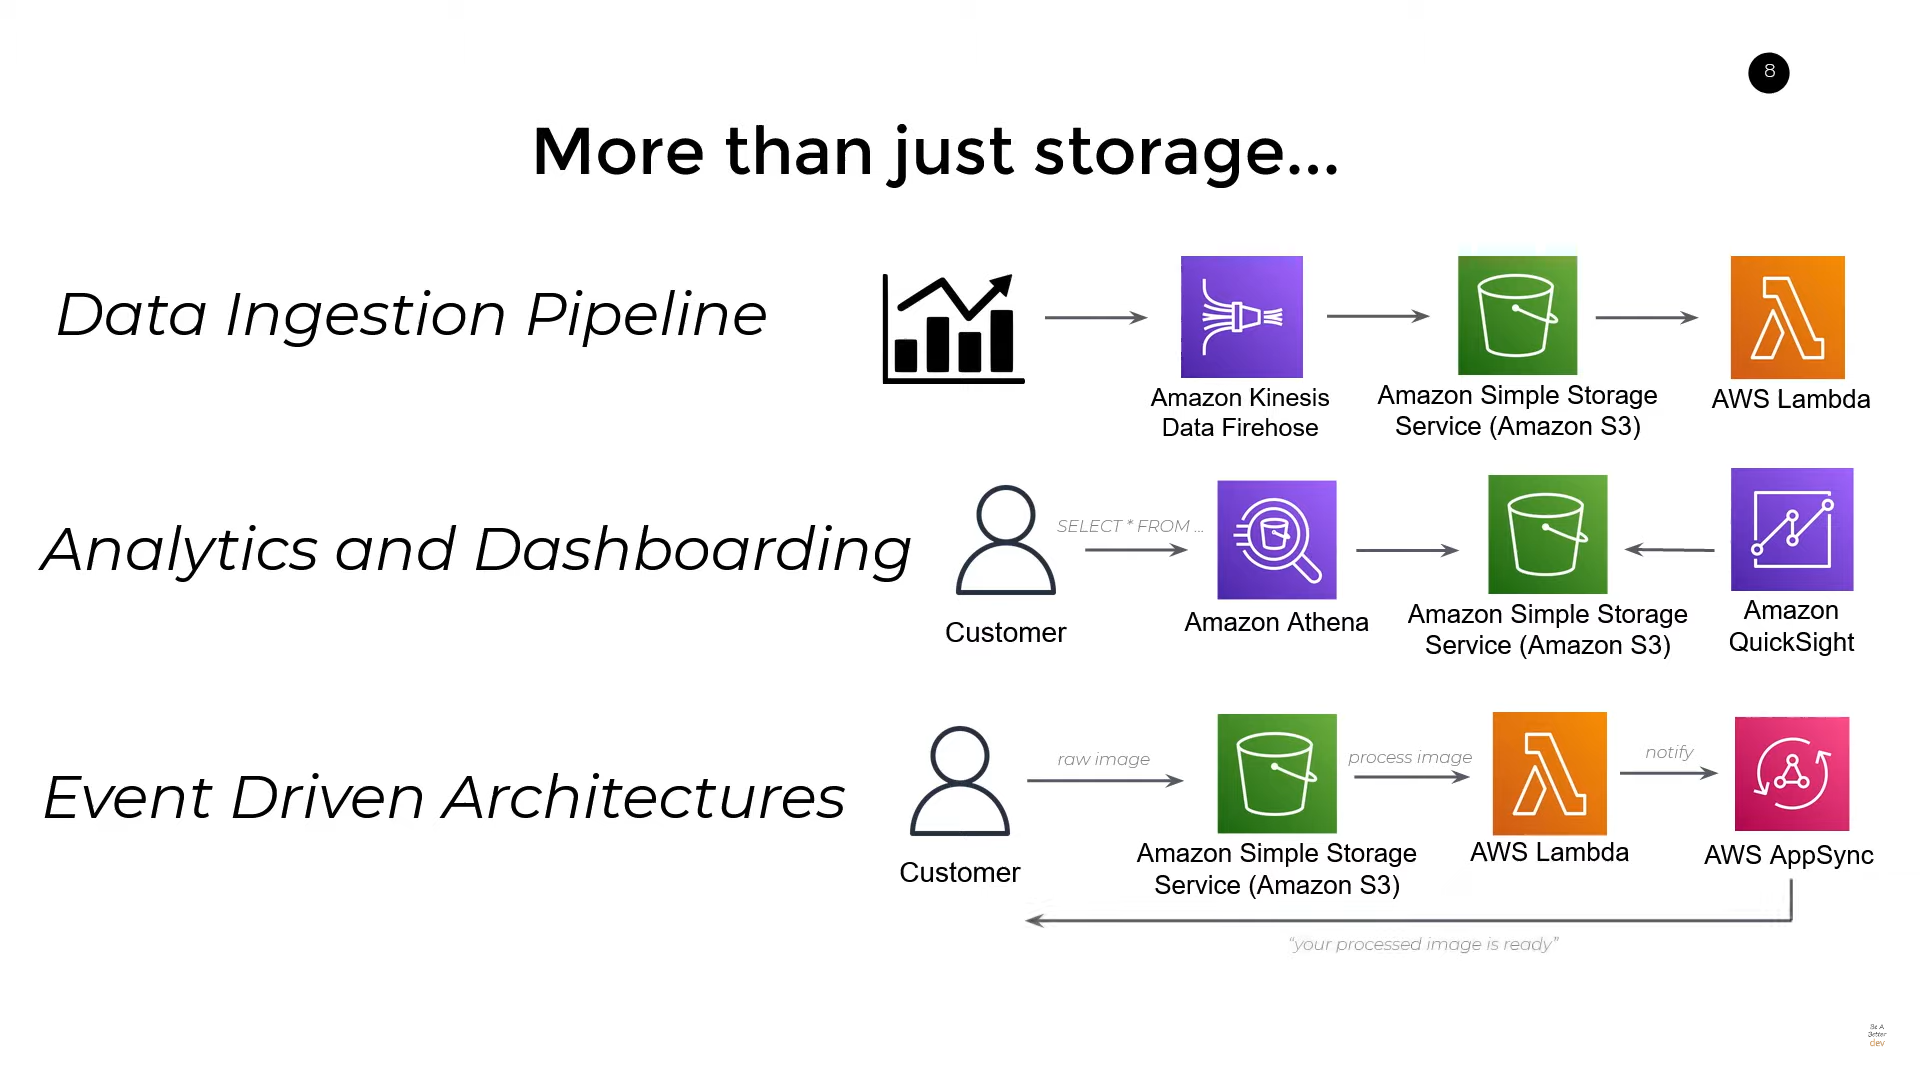 8
More than just storage...
Data Ingestion Pipeline
Amazon Kinesis
Data Firehose
Amazon Simple Storage
Service (Amazon S3)
AWS Lambda
Analytics and Dashboarding
Customer
SELECT * FROM ...
Amazon Athena
Amazon Simple Storage
Service (Amazon S3)
Amazon
QuickSight
Event Driven Architectures
Customer
raw image
Amazon Simple Storage
Service (Amazon S3)
process image
AWS Lambda
notify
AWS AppSync
“your processed image is ready”
Be A
Better
dev